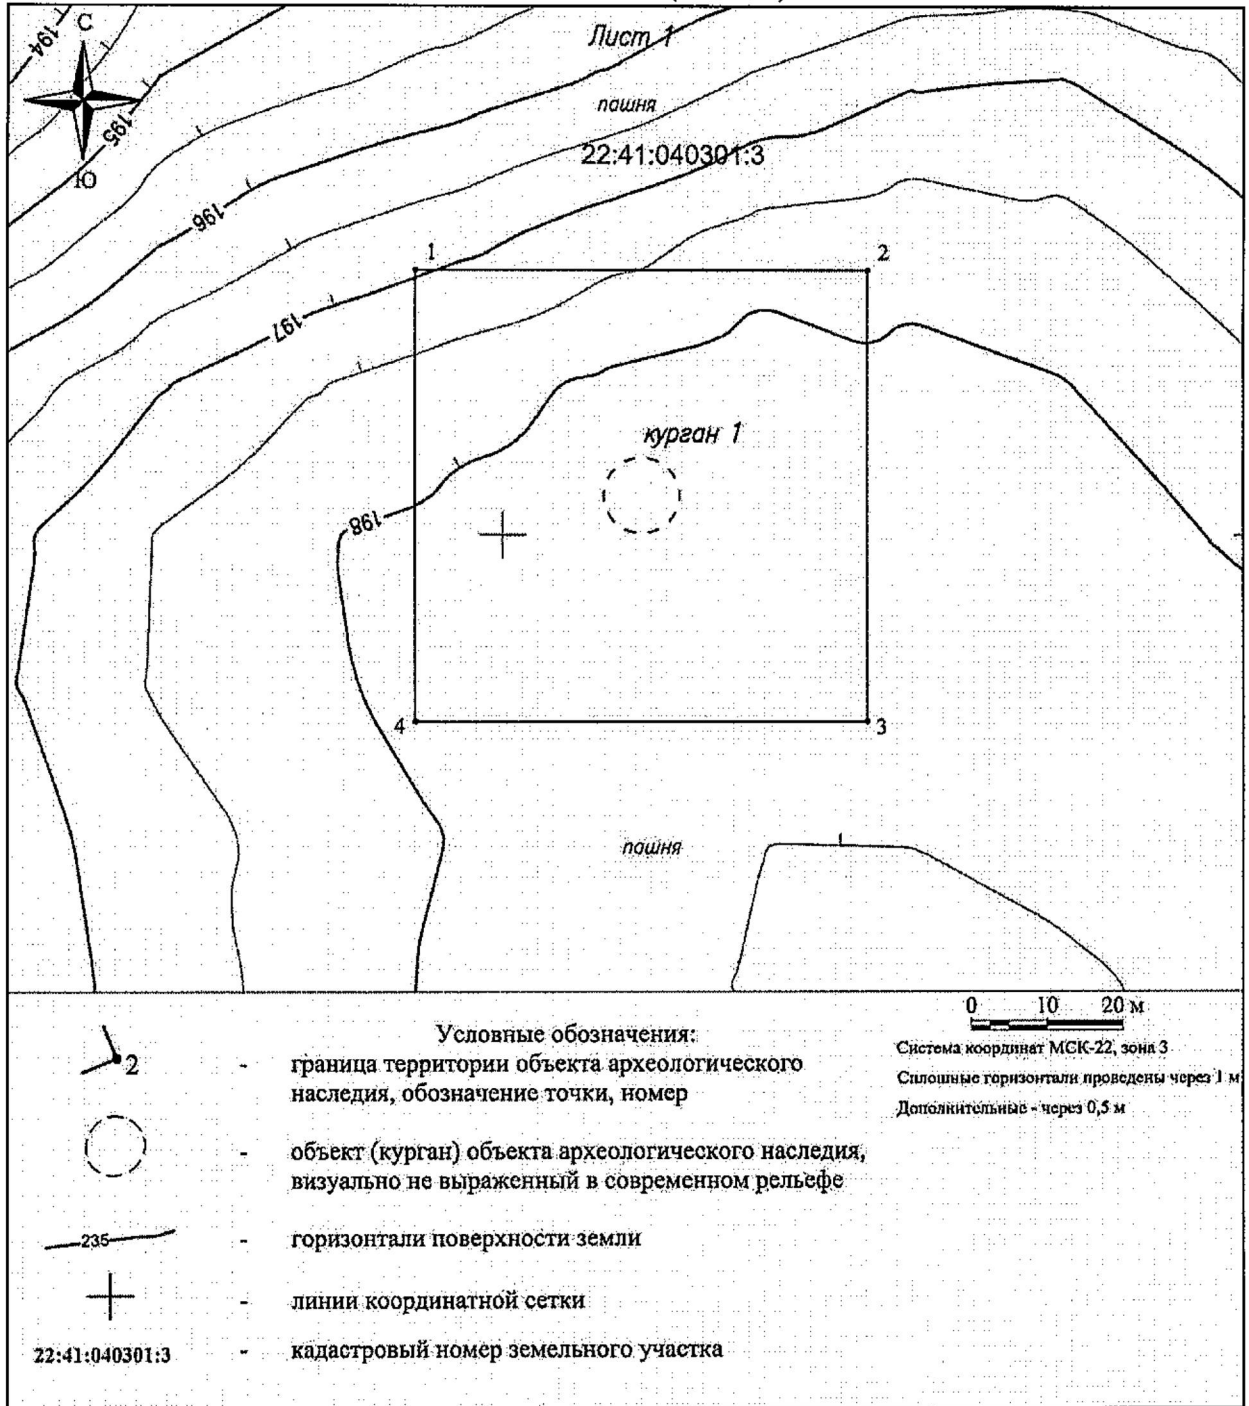 Лист 1
С
194
195
Ю
пашня
22:41:040301:3
196
1
2
197
курган 1
198
4
3
пашня
0 10 20 м
Условные обозначения:
Система координат МСК-22, зона 3
Сплошные горизонтали проведены через 1 м
Дополнительные - через 0,5 м
2 - граница территории объекта археологического
наследия, обозначение точки, номер
- объект (курган) объекта археологического наследия,
визуально не выраженный в современном рельефе
235 - горизонтали поверхности земли
- линии координатной сетки
22:41:040301:3 - кадастровый номер земельного участка